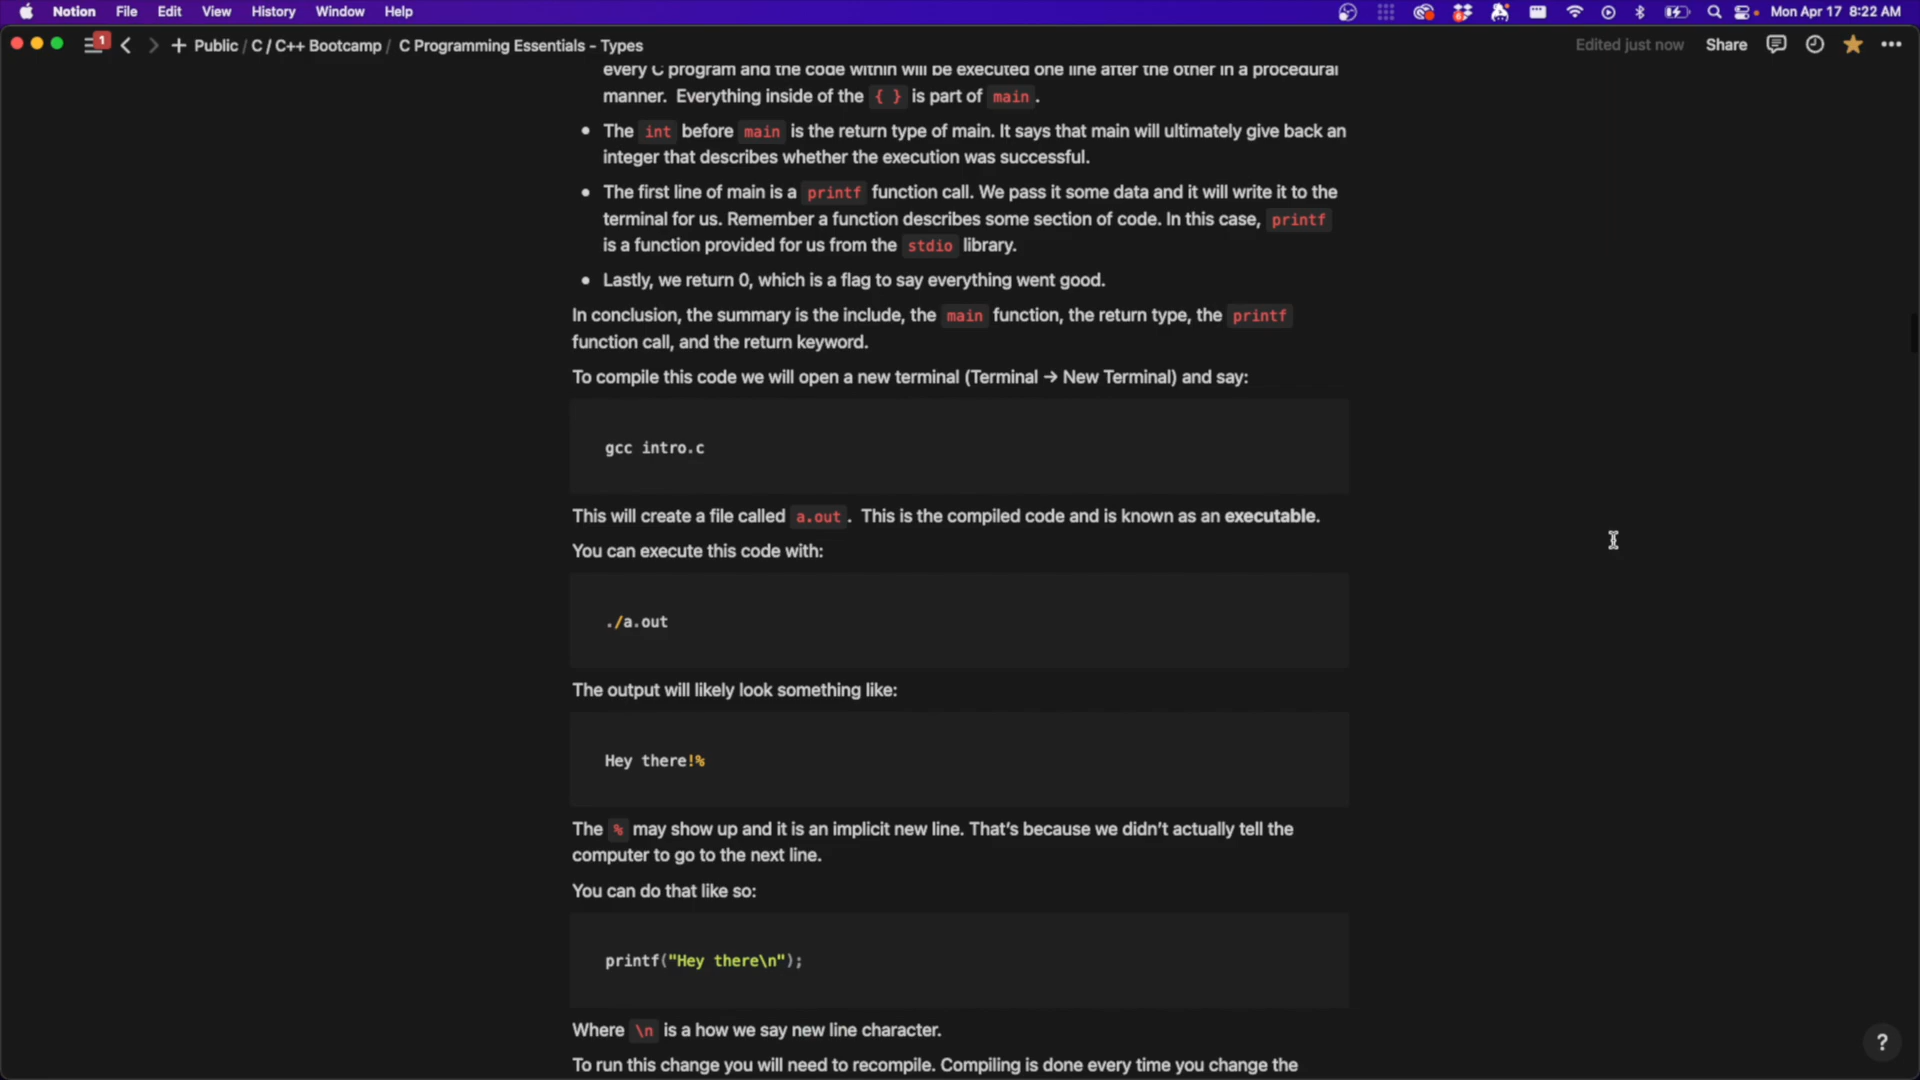 Notion File Edit View History Window Help Mon Apr 17 8:22 AM
1 Public / C / C++ Bootcamp / C Programming Essentials - Types Edited just now Share
every C program and the code within will be executed one line after the other in a procedural
manner. Everything inside of the { } is part of main .
• The int before main is the return type of main. It says that main will ultimately give back an
integer that describes whether the execution was successful.
• The first line of main is a printf function call. We pass it some data and it will write it to the
terminal for us. Remember a function describes some section of code. In this case, printf
is a function provided for us from the stdio library.
• Lastly, we return 0, which is a flag to say everything went good.
In conclusion, the summary is the include, the main function, the return type, the printf
function call, and the return keyword.
To compile this code we will open a new terminal (Terminal → New Terminal) and say:
gcc intro.c
This will create a file called a.out . This is the compiled code and is known as an executable.
You can execute this code with:
./a.out
The output will likely look something like:
Hey there!%
The % may show up and it is an implicit new line. That's because we didn't actually tell the
computer to go to the next line.
You can do that like so:
printf("Hey there\n");
Where \n is a how we say new line character.
To run this change you will need to recompile. Compiling is done every time you change the
?